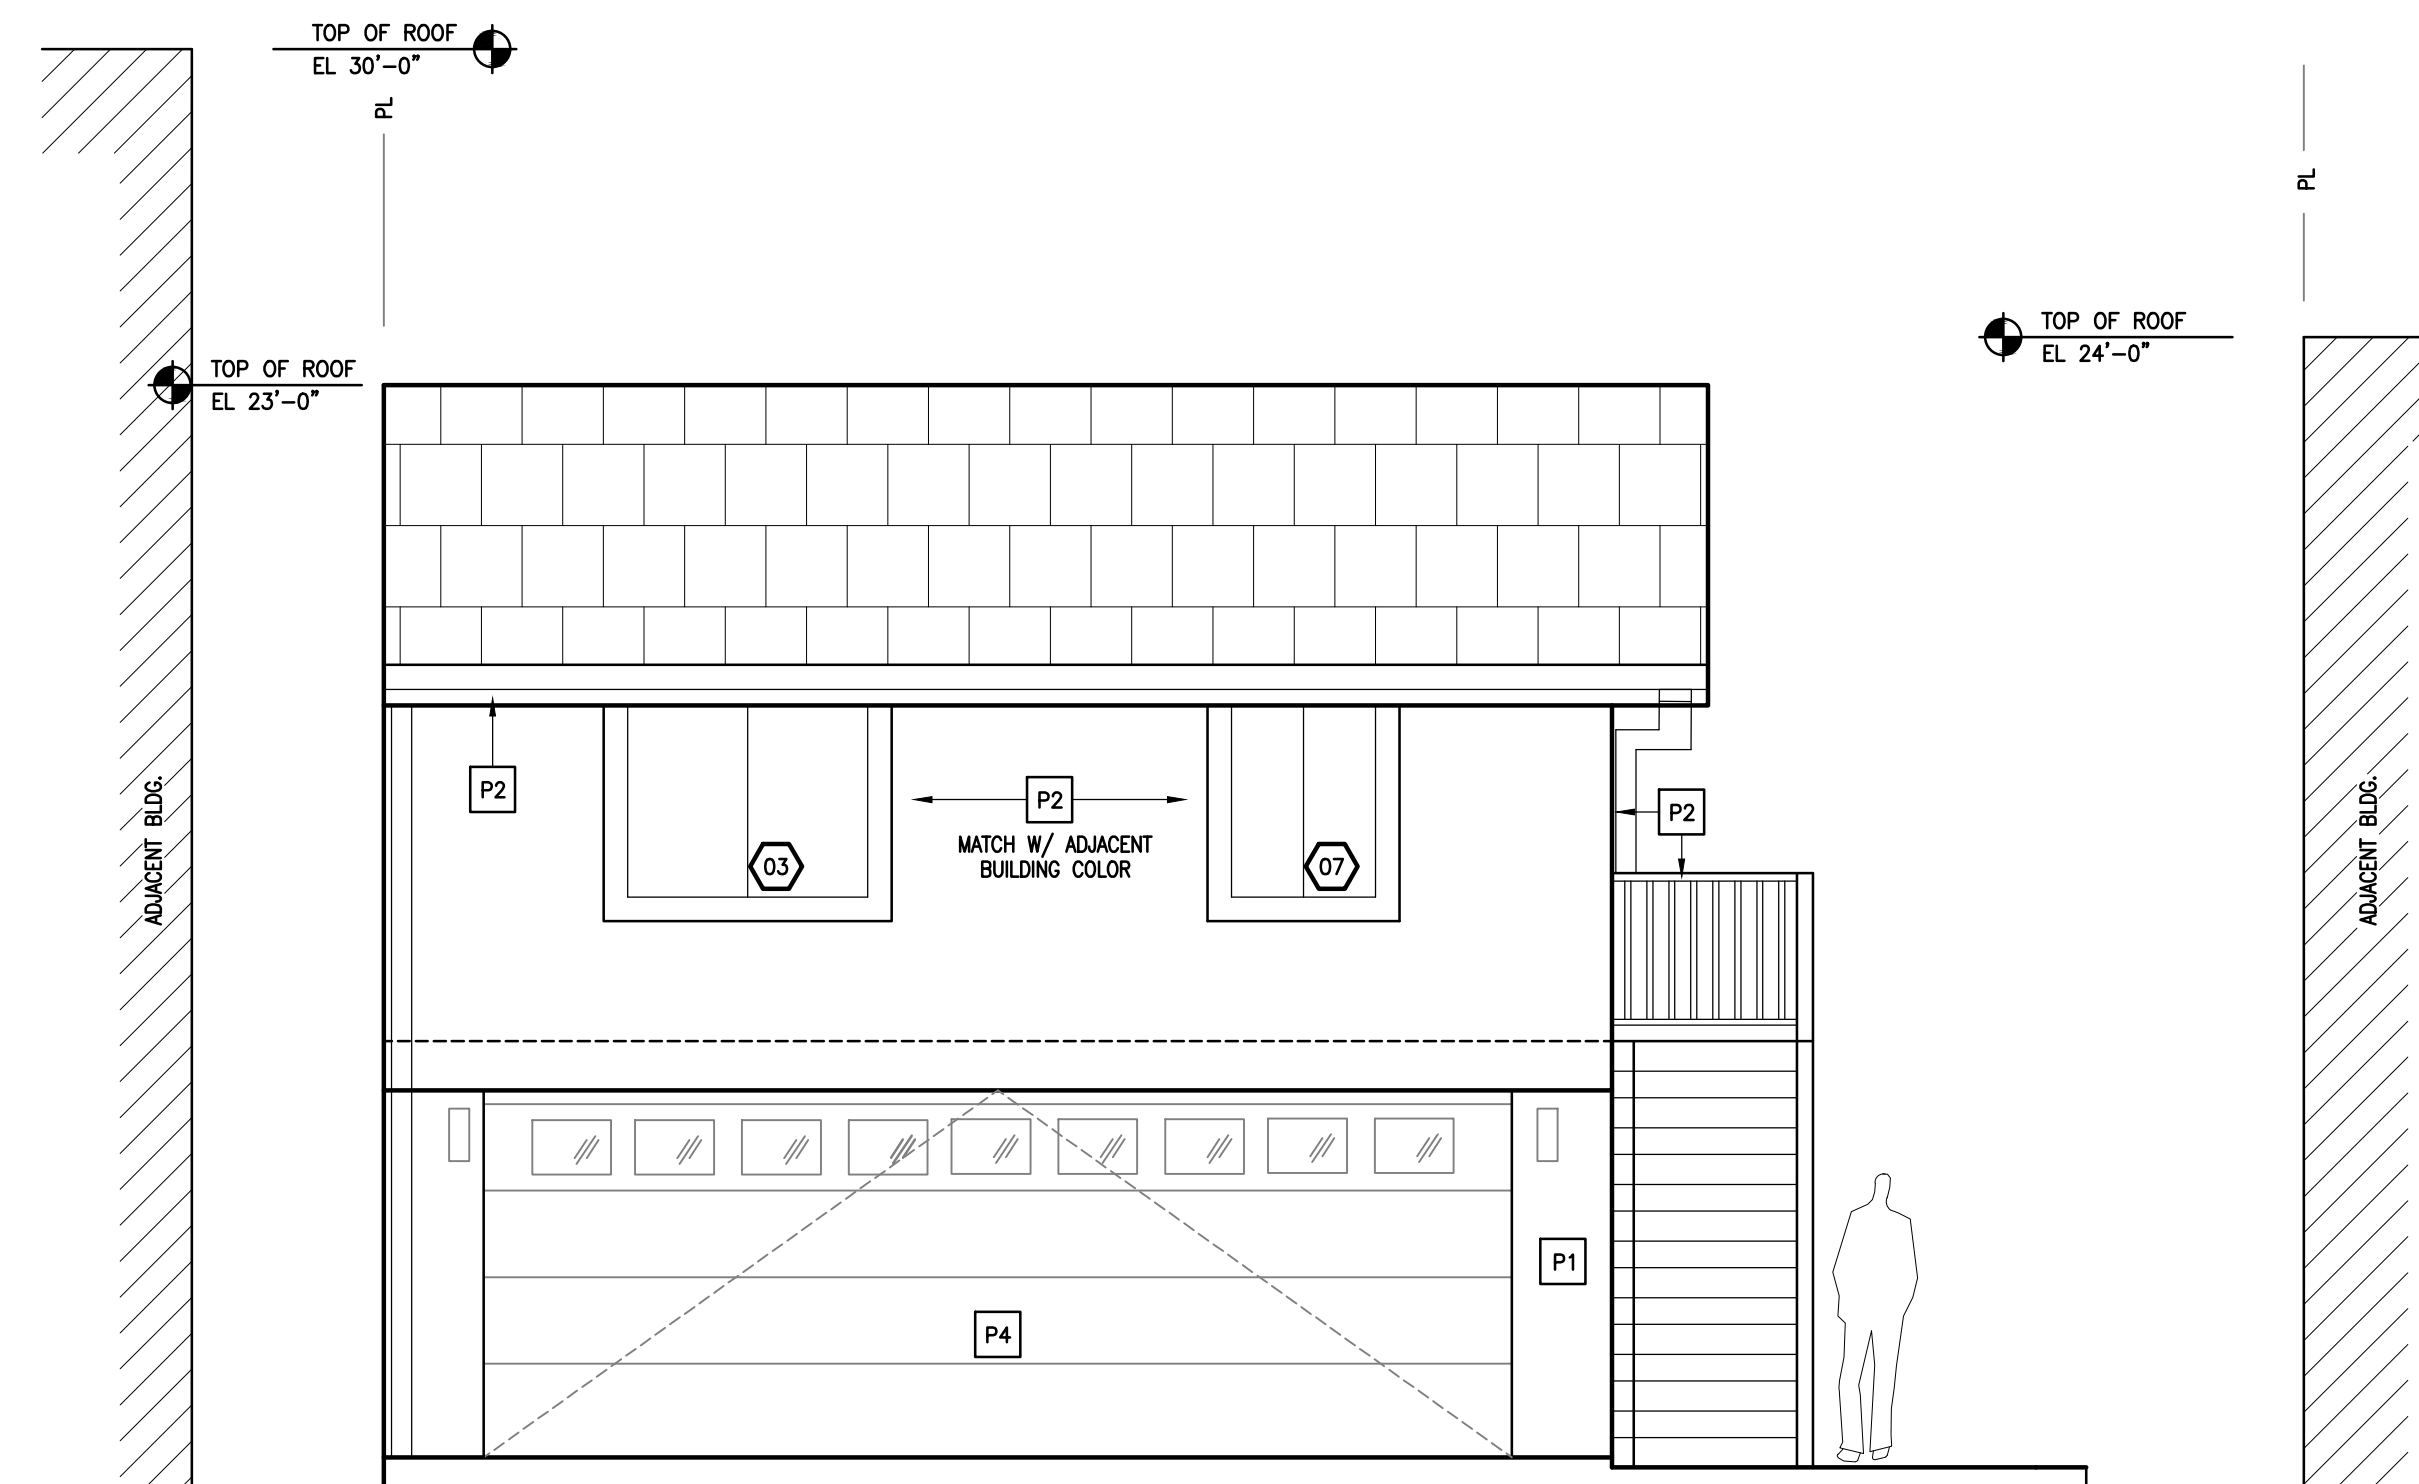 TOP OF ROOF
EL 30'-0"
PL
PL
TOP OF ROOF
EL 24'-0"
TOP OF ROOF
EL 23'-0"
ADJACENT BLDG.
P2
P2
MATCH W/ ADJACENT
BUILDING COLOR
03
07
P2
ADJACENT BLDG.
P1
P4